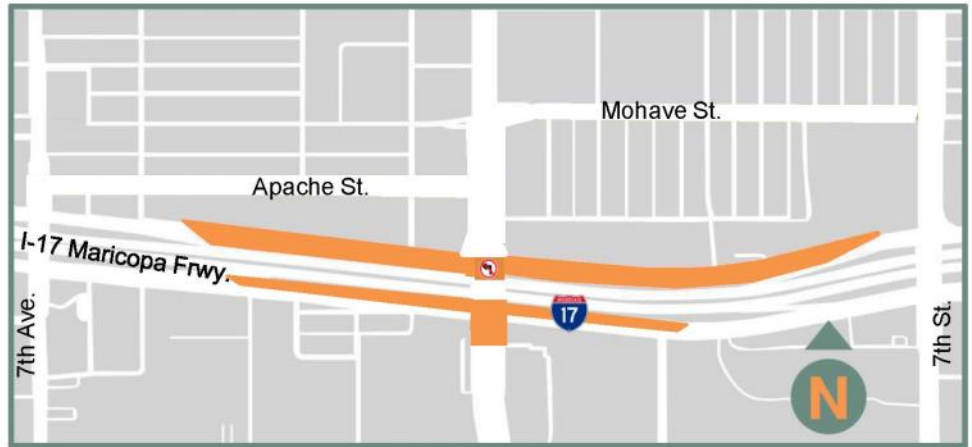 Mohave St.
Apache St.
I-17 Maricopa Frwy.
17
7th Ave.
7th St.
N